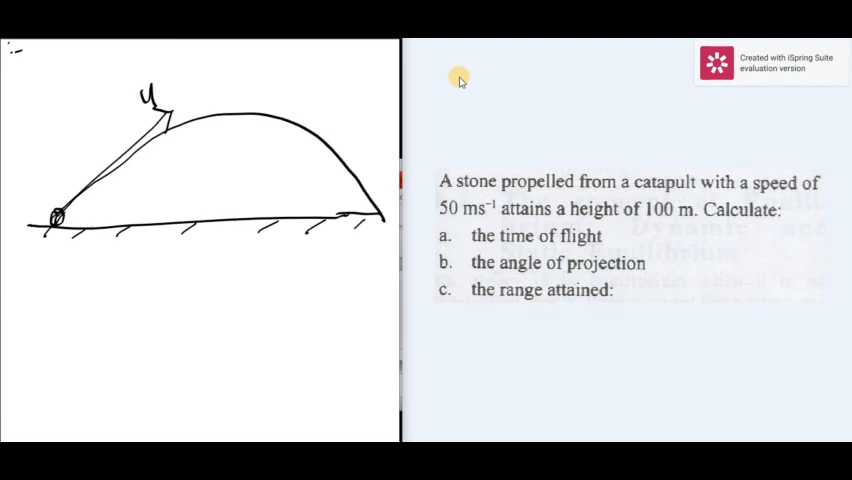 Created with iSpring Suite
evaluation version
u
A stone propelled from a catapult with a speed of
50 ms⁻¹ attains a height of 100 m. Calculate:
a. the time of flight
b. the angle of projection
c. the range attained: